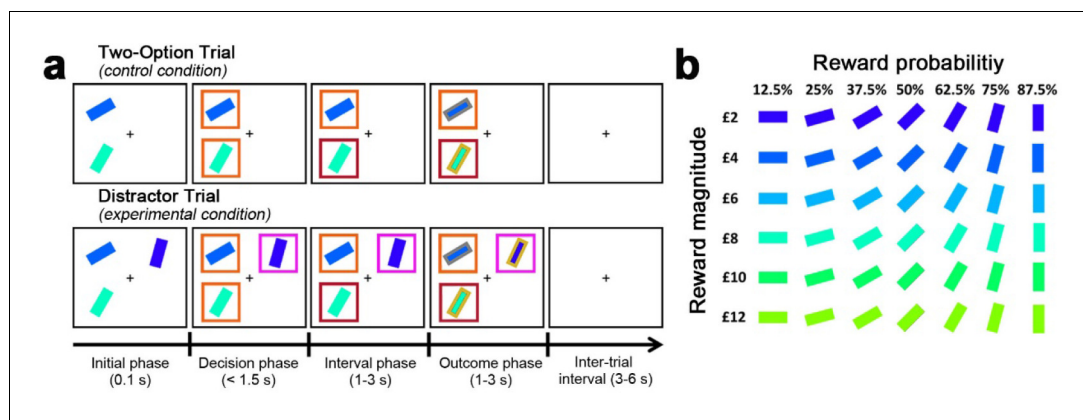 a
Two-Option Trial
(control condition)
+ + + + +
Distractor Trial
(experimental condition)
+ + + + +
Initial phase
(0.1 s)
Decision phase
(< 1.5 s)
Interval phase
(1-3 s)
Outcome phase
(1-3 s)
Inter-trial
interval (3-6 s)
b
Reward probabilitiy
12.5% 25% 37.5% 50% 62.5% 75% 87.5%
Reward magnitude
£2
£4
£6
£8
£10
£12